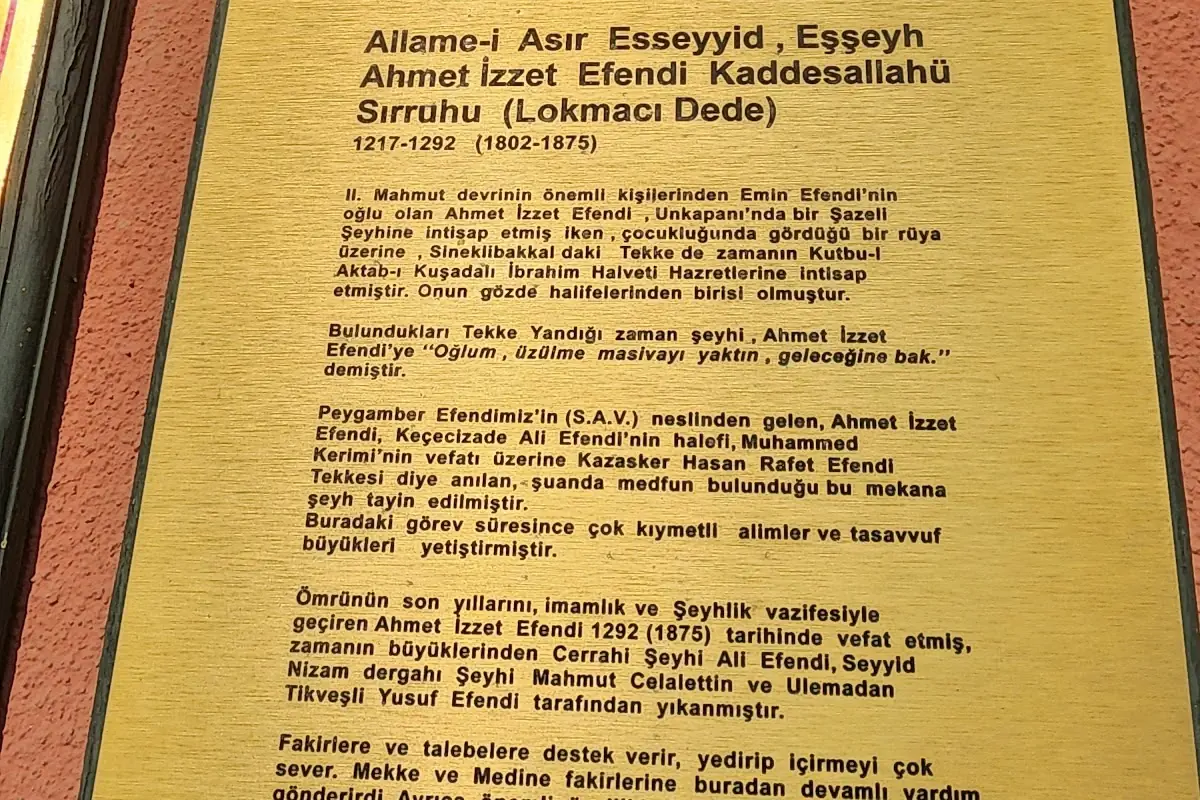 Allame-i Asır Esseyyid , Eşşeyh
Ahmet İzzet Efendi Kaddesallahü
Sırruhu (Lokmacı Dede)
1217-1292 (1802-1875)
II. Mahmut devrinin önemli kişilerinden Emin Efendi'nin
oğlu olan Ahmet İzzet Efendi , Unkapanı'nda bir Şazeli
Şeyhine intisap etmiş iken , çocukluğunda gördüğü bir rüya
üzerine , Sineklibakkal daki Tekke de zamanın Kutbu-l
Aktab-ı Kuşadalı İbrahim Halveti Hazretlerine intisap
etmiştir. Onun gözde halifelerinden birisi olmuştur.
Bulundukları Tekke Yandığı zaman şeyhi , Ahmet İzzet
Efendi'ye "Oğlum , üzülme masivayı yaktın , geleceğine bak."
demiştir.
Peygamber Efendimiz'in (S.A.V.) neslinden gelen, Ahmet İzzet
Efendi, Keçecizade Ali Efendi'nin halefi, Muhammed
Kerimi'nin vefatı üzerine Kazasker Hasan Rafet Efendi
Tekkesi diye anılan, şuanda medfun bulunduğu bu mekana
şeyh tayin edilmiştir.
Buradaki görev süresince çok kıymetli alimler ve tasavvuf
büyükleri yetiştirmiştir.
Ömrünün son yıllarını, imamlık ve Şeyhlik vazifesiyle
geçiren Ahmet İzzet Efendi 1292 (1875) tarihinde vefat etmiş,
zamanın büyüklerinden Cerrahi Şeyhi Ali Efendi, Seyyid
Nizam dergahı Şeyhi Mahmut Celalettin ve Ulemadan
Tikveşli Yusuf Efendi tarafından yıkanmıştır.
Fakirlere ve talebelere destek verir, yedirip içirmeyi çok
sever. Mekke ve Medine fakirlerine buradan devamlı yardım
gönderirdi Ayrıca